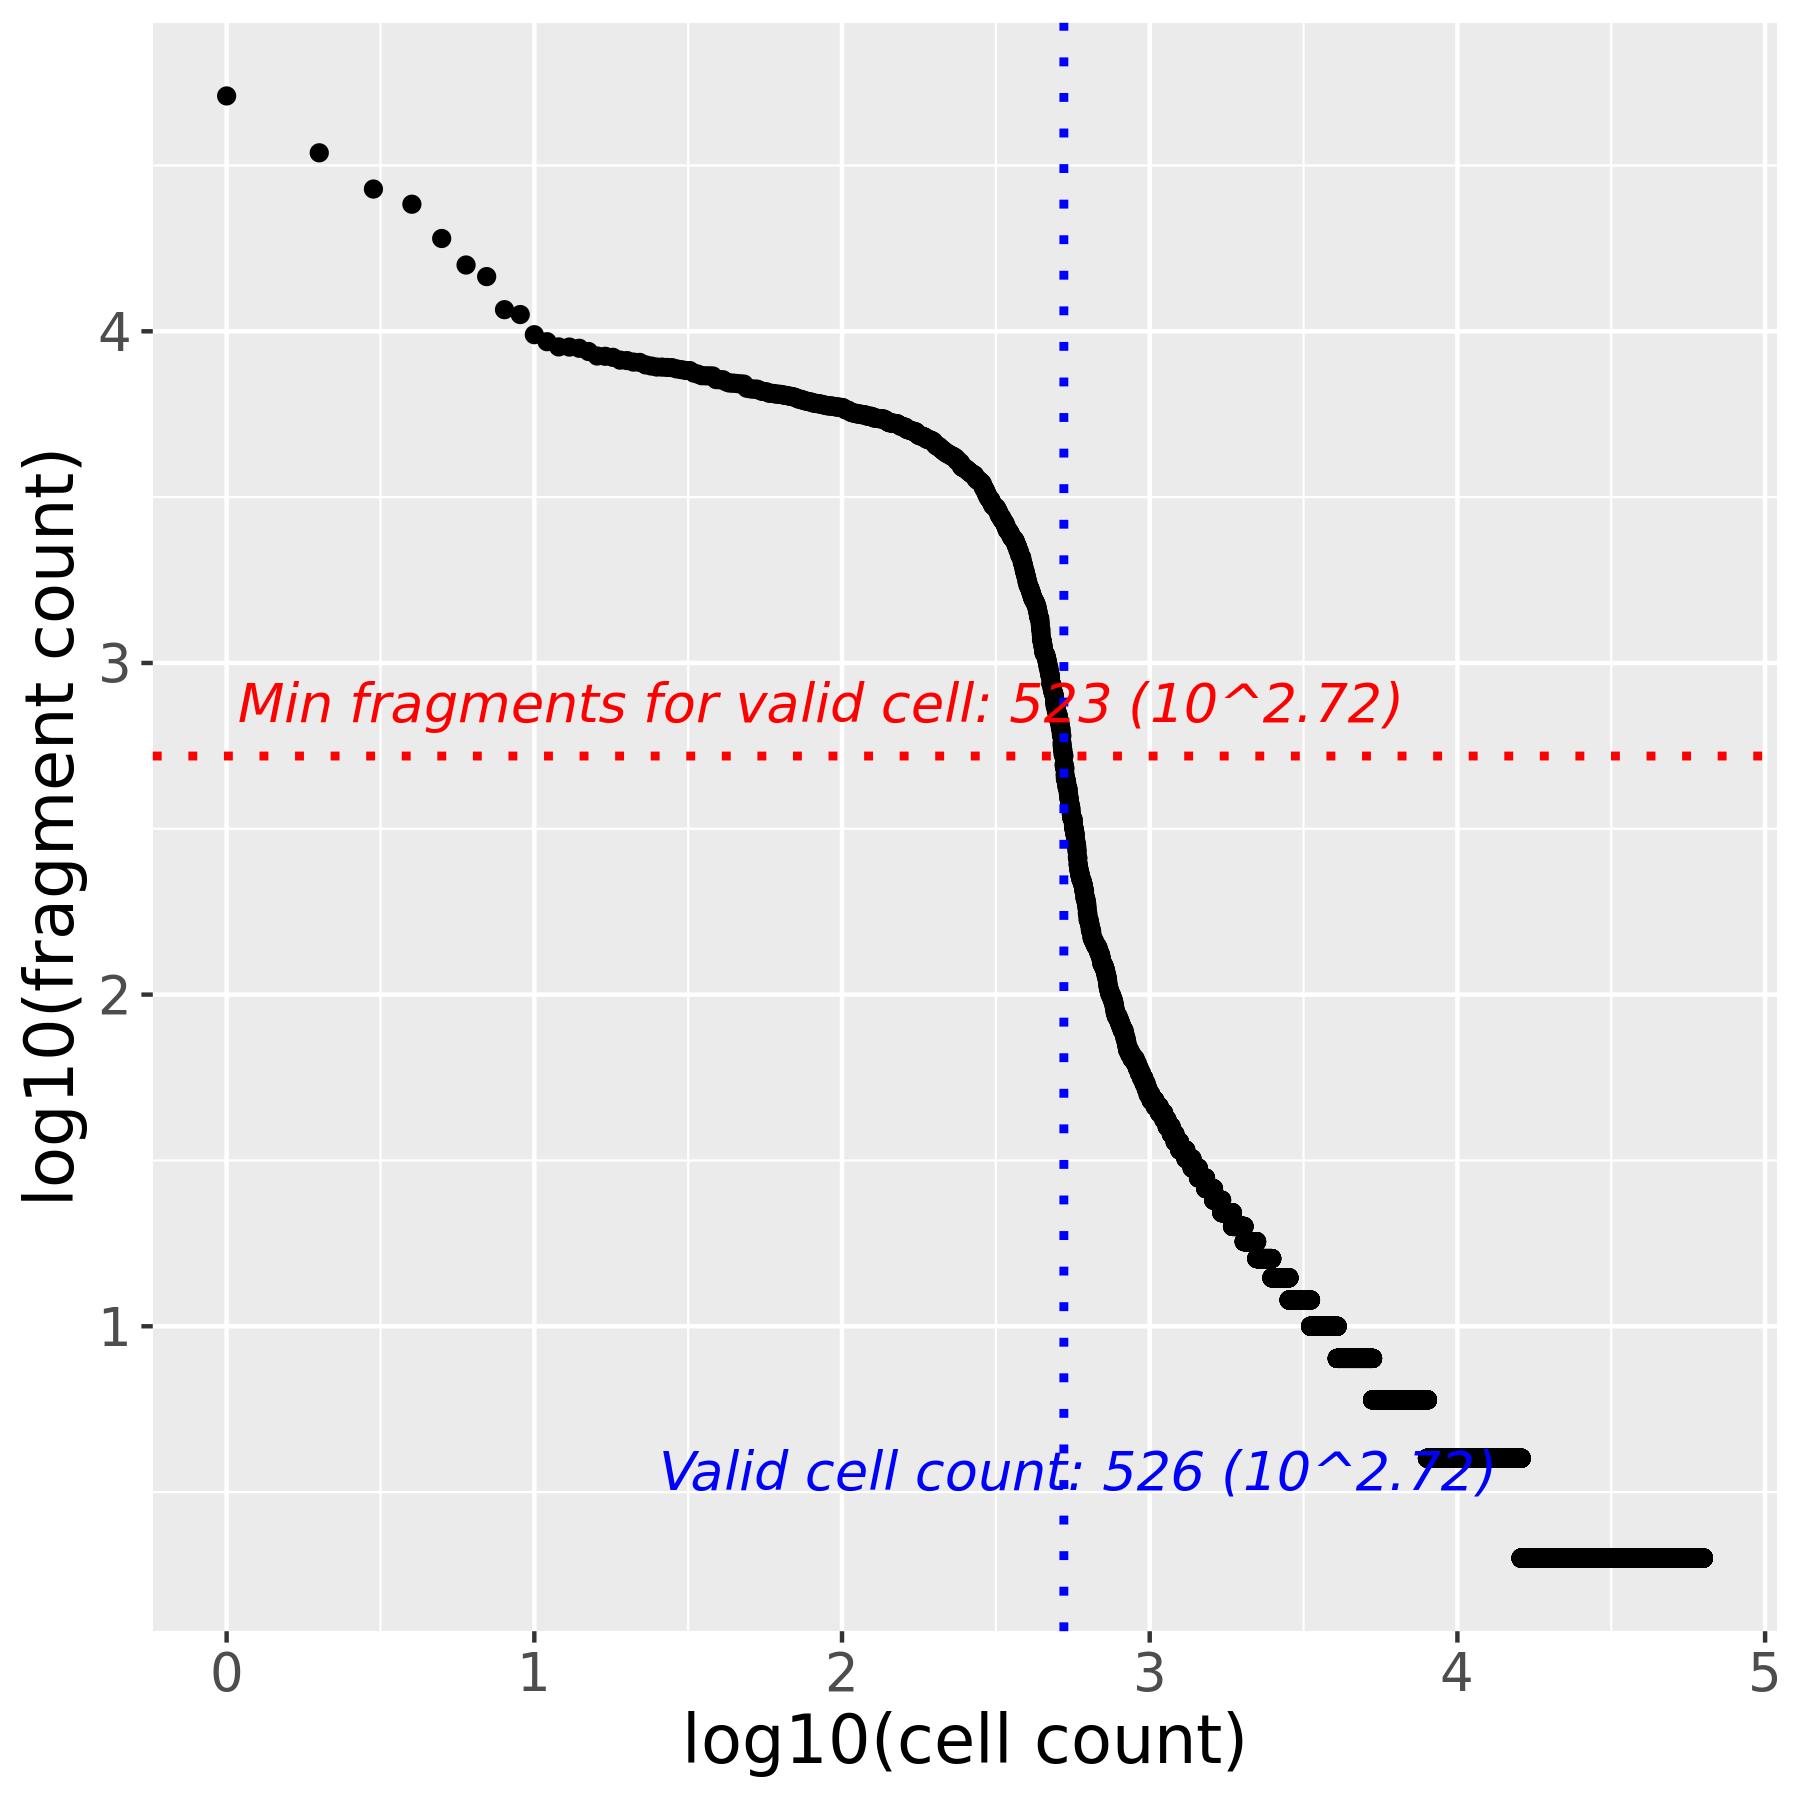 log10(fragment count)
4
3
2
1
Min fragments for valid cell: 523 (10^2.72)
Valid cell count: 526 (10^2.72)
0 1 2 3 4 5
log10(cell count)